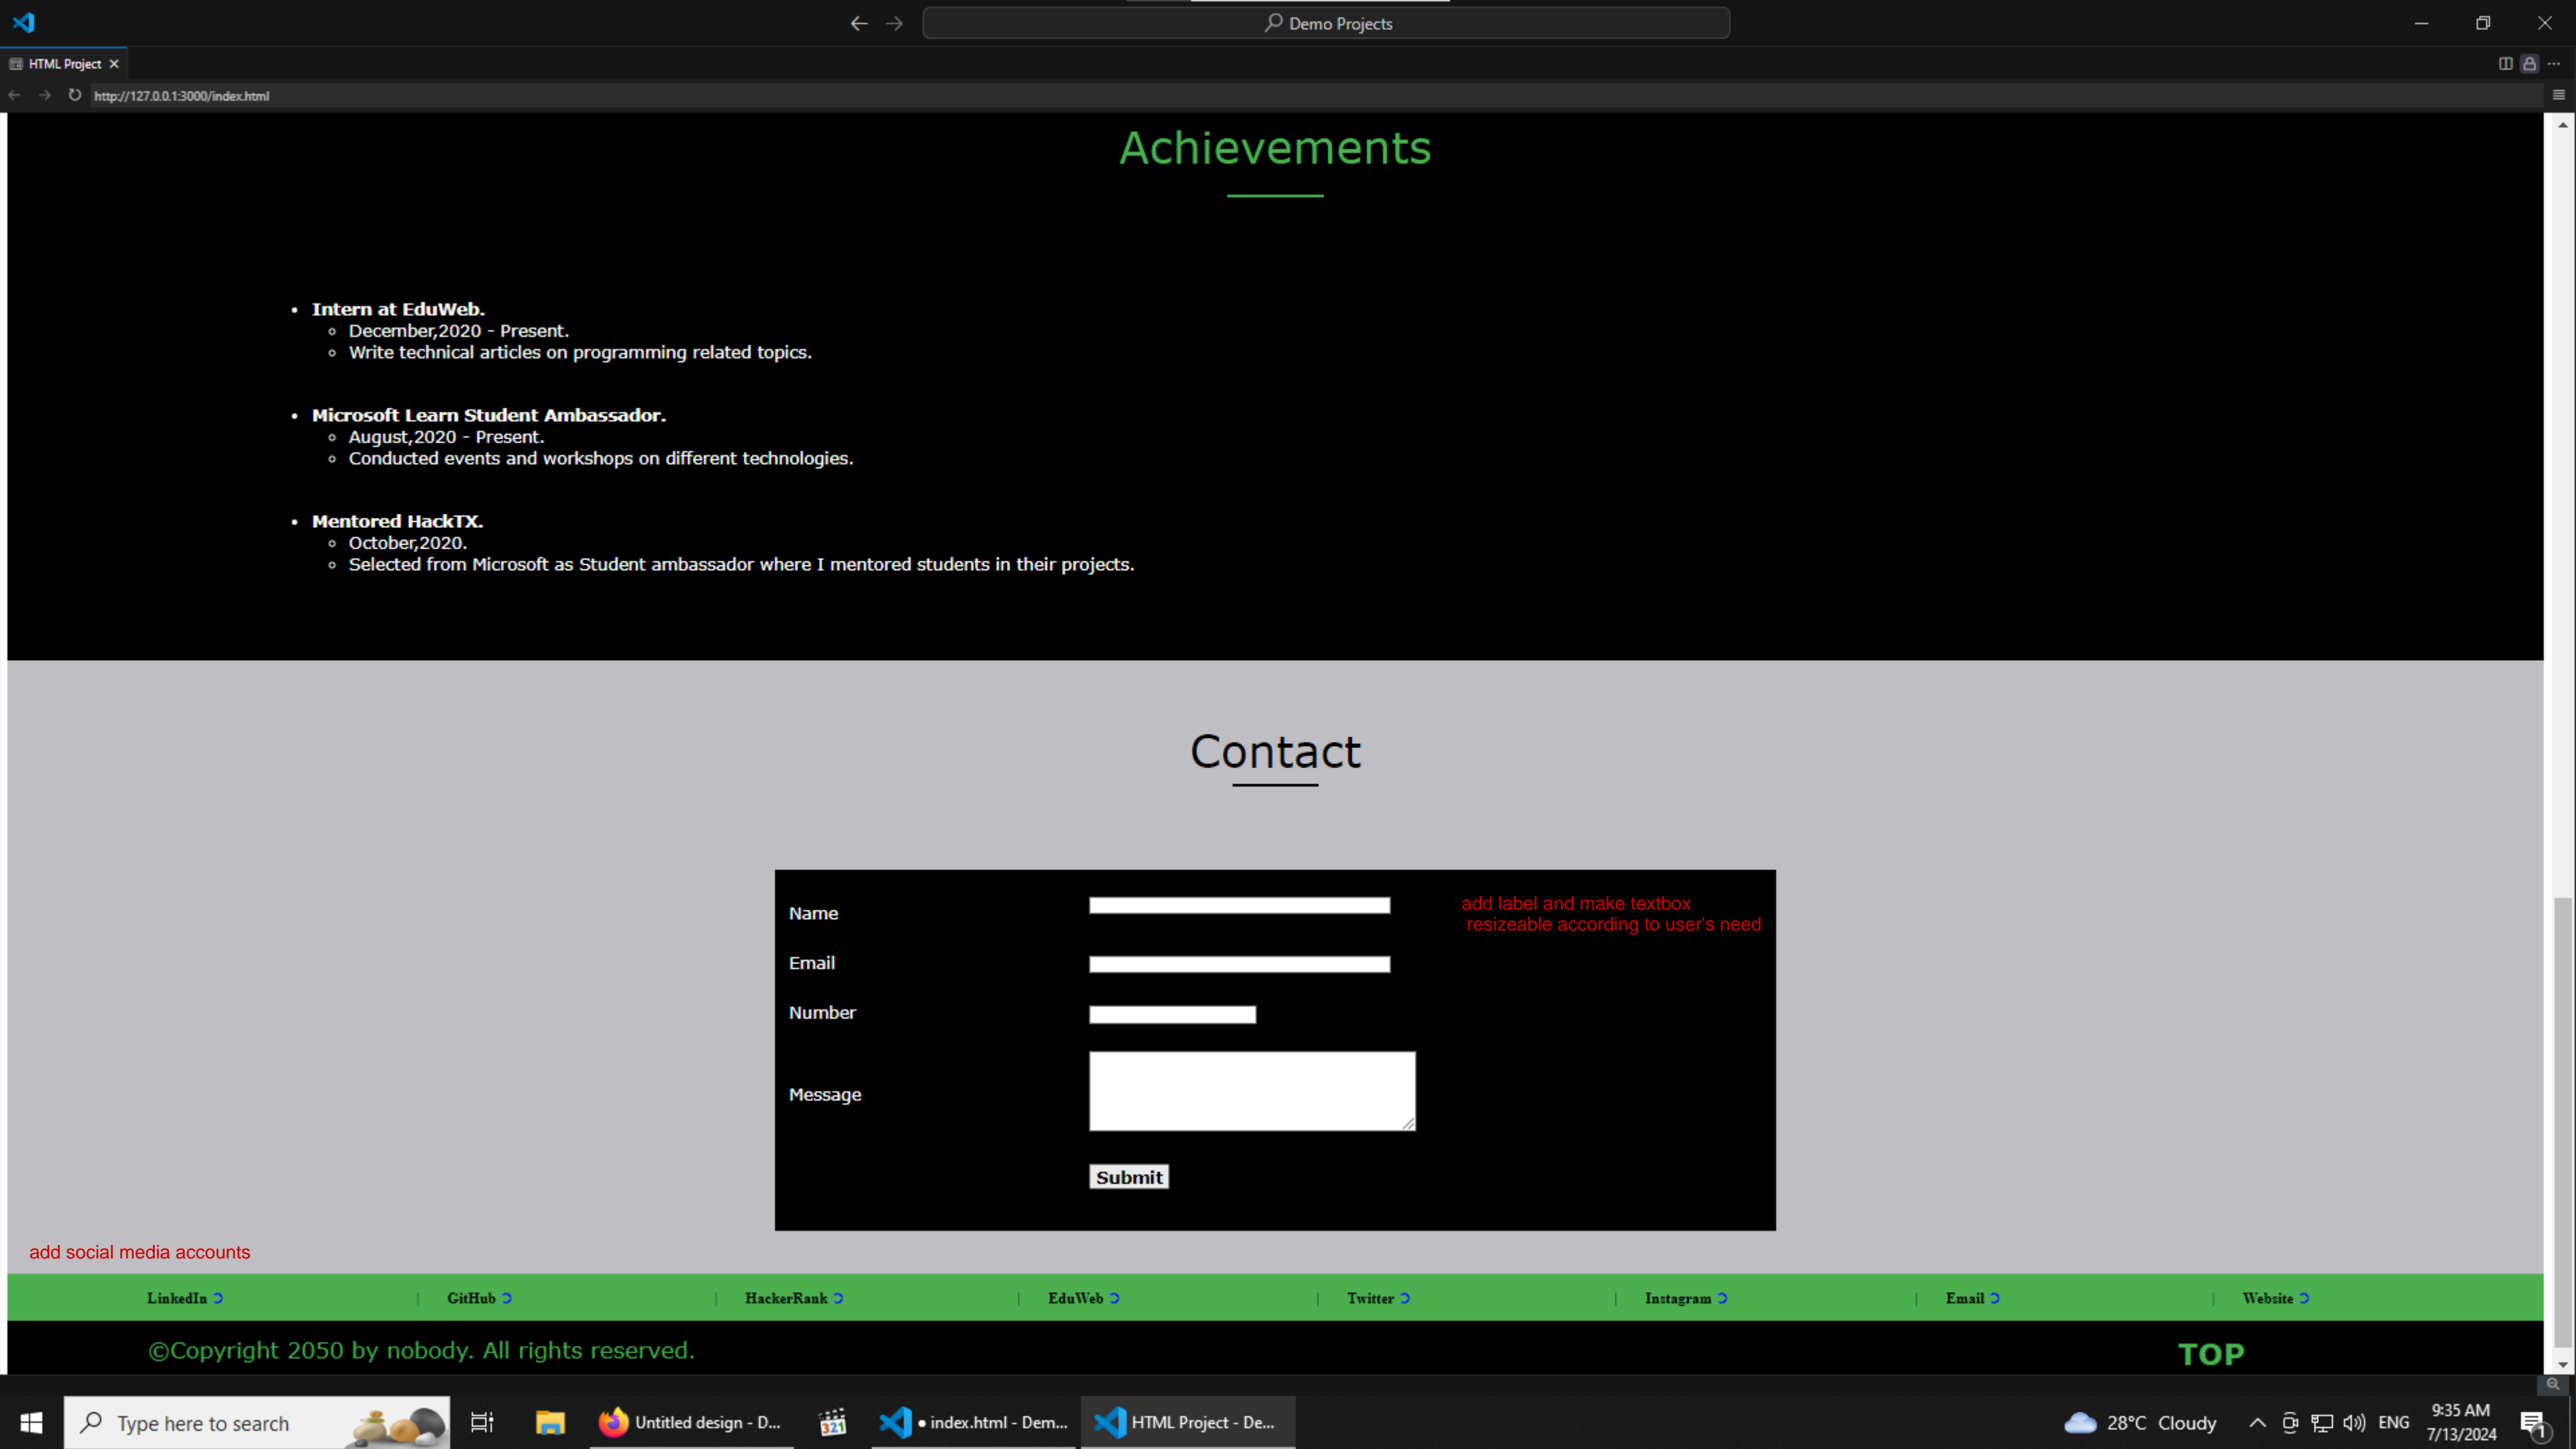 Demo Projects
HTML Project
http://127.0.0.1:3000/index.html
Achievements
• Intern at EduWeb.
◦ December,2020 - Present.
◦ Write technical articles on programming related topics.
• Microsoft Learn Student Ambassador.
◦ August,2020 - Present.
◦ Conducted events and workshops on different technologies.
• Mentored HackTX.
◦ October,2020.
◦ Selected from Microsoft as Student ambassador where I mentored students in their projects.
Contact
Name
add label and make textbox
resizeable according to user's need
Email
Number
Message
Submit
add social media accounts
LinkedIn | GitHub | HackerRank | EduWeb | Twitter | Instagram | Email | Website
©Copyright 2050 by nobody. All rights reserved.
TOP
Type here to search
Untitled design - D...
321
• index.html - Dem...
HTML Project - De...
28°C Cloudy
ENG
9:35 AM
7/13/2024
1